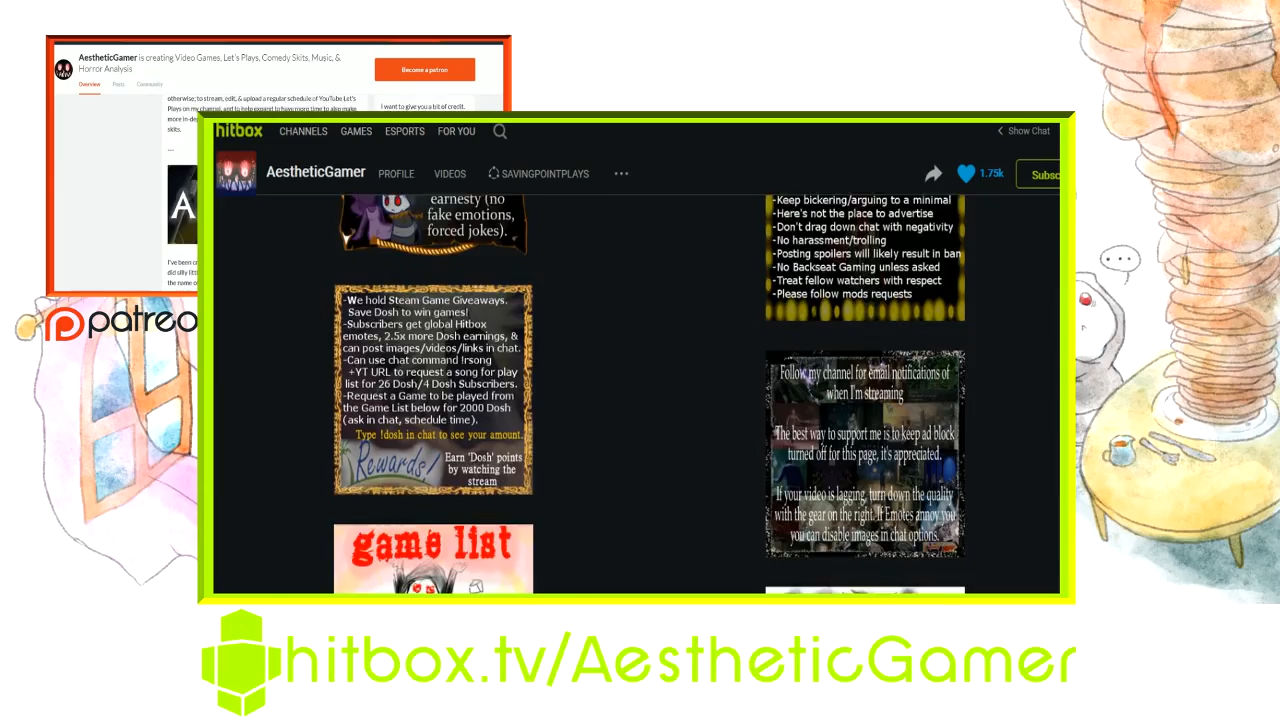 AestheticGamer is creating Video Games, Let's Plays, Comedy Skits, Music, &
Horror Analysis
Become a patron
Overview Posts Community
otherwise; to stream, edit, & upload a regular schedule of YouTube Let's
Plays on my channel, and to help expand to have more time to also make
more in-de
skits.
....
I want to give you a bit of credit.
A
I've been cr
did silly littl
the name o
patreo
hitbox CHANNELS GAMES ESPORTS FOR YOU
Show Chat
AestheticGamer PROFILE VIDEOS SAVINGPOINTPLAYS ...
1.75k
Subsc
earnesty (no
fake emotions,
forced jokes).
-We hold Steam Game Giveaways.
Save Dosh to win games!
-Subscribers get global Hitbox
emotes, 2.5x more Dosh earnings, &
can post images/videos/links in chat.
-Can use chat command !rsong
+YT URL to request a song for play
list for 26 Dosh/4 Dosh Subscribers.
-Request a Game to be played from
the Game List below for 2000 Dosh
(ask in chat, schedule time).
Type !dosh in chat to see your amount.
Rewards!
Earn 'Dosh' points
by watching the
stream
game list
-Keep bickering/arguing to a minimal
-Here's not the place to advertise
-Don't drag down chat with negativity
-No harassment/trolling
-Posting spoilers will likely result in ban
-No Backseat Gaming unless asked
-Treat fellow watchers with respect
-Please follow mods requests
Follow my channel for email notifications of
when I'm streaming
The best way to support me is to keep ad block
turned off for this page, it's appreciated.
If your video is lagging, turn down the quality
with the gear on the right. If Emotes annoy you
you can disable images in chat options.
hitbox.tv/AestheticGamer